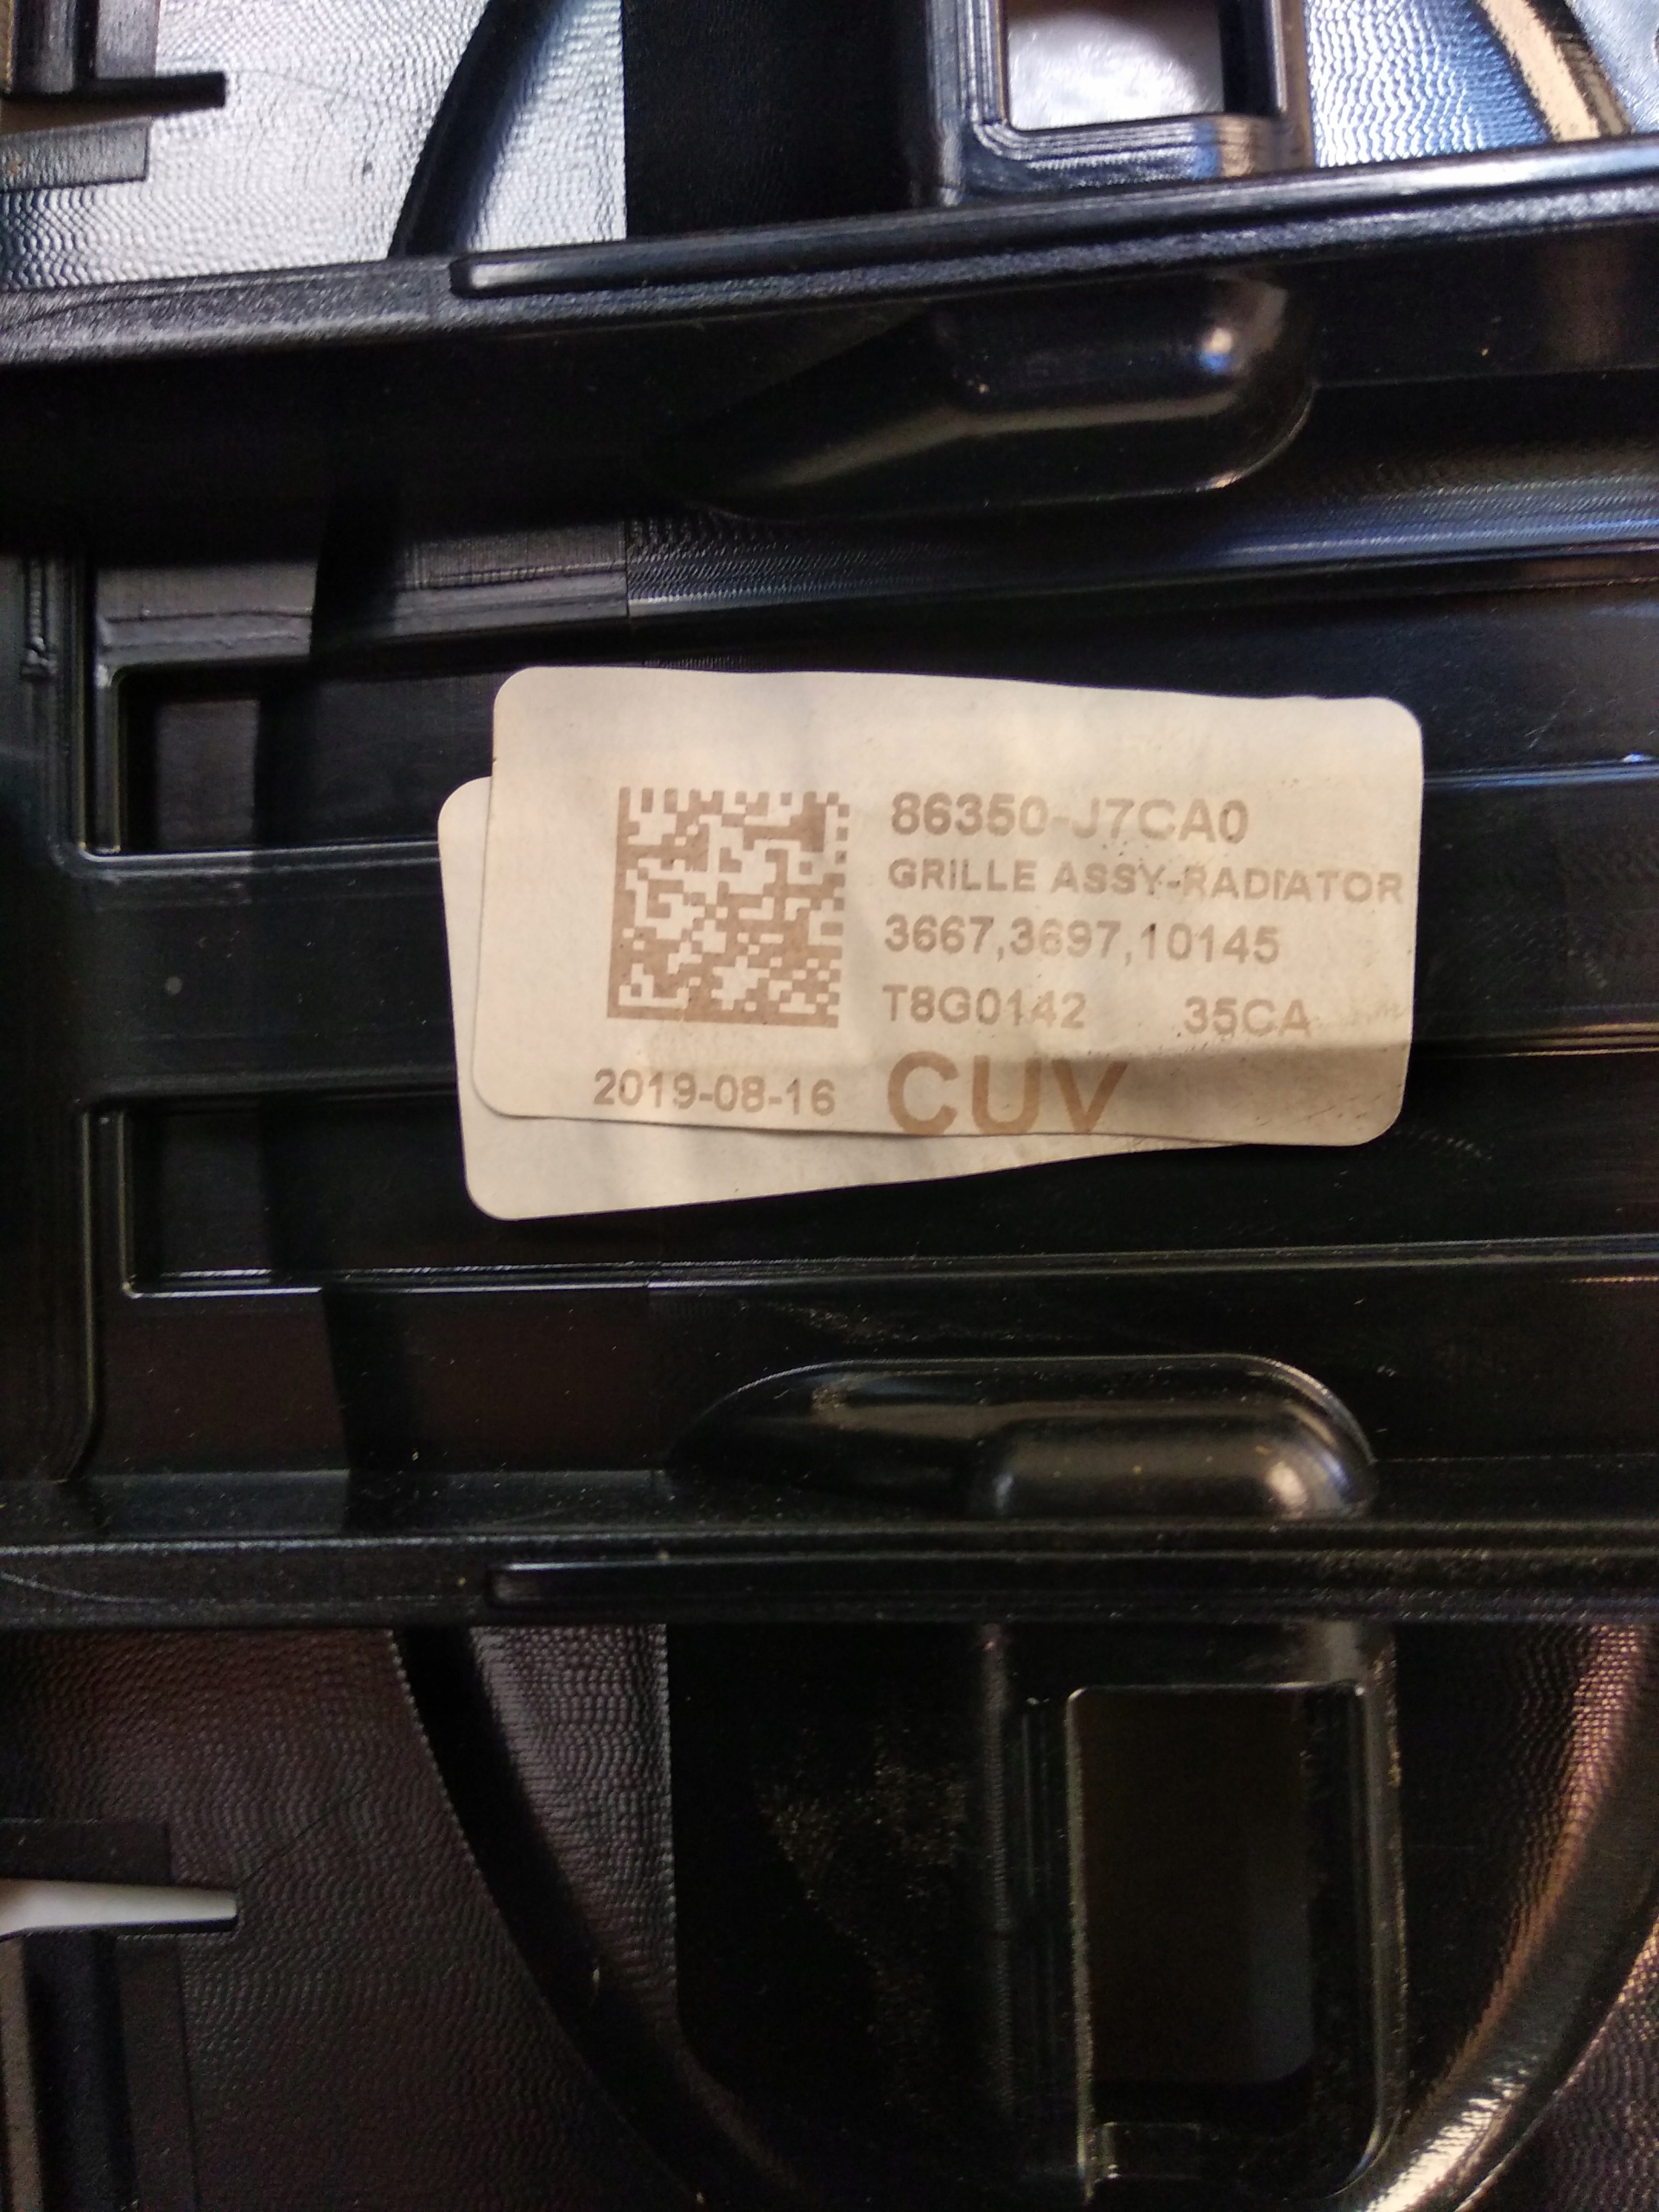 86350-J7CA0
GRILLE ASSY-RADIATOR
3667,3697,10145
T8G0142 35CA
2019-08-16 CUV